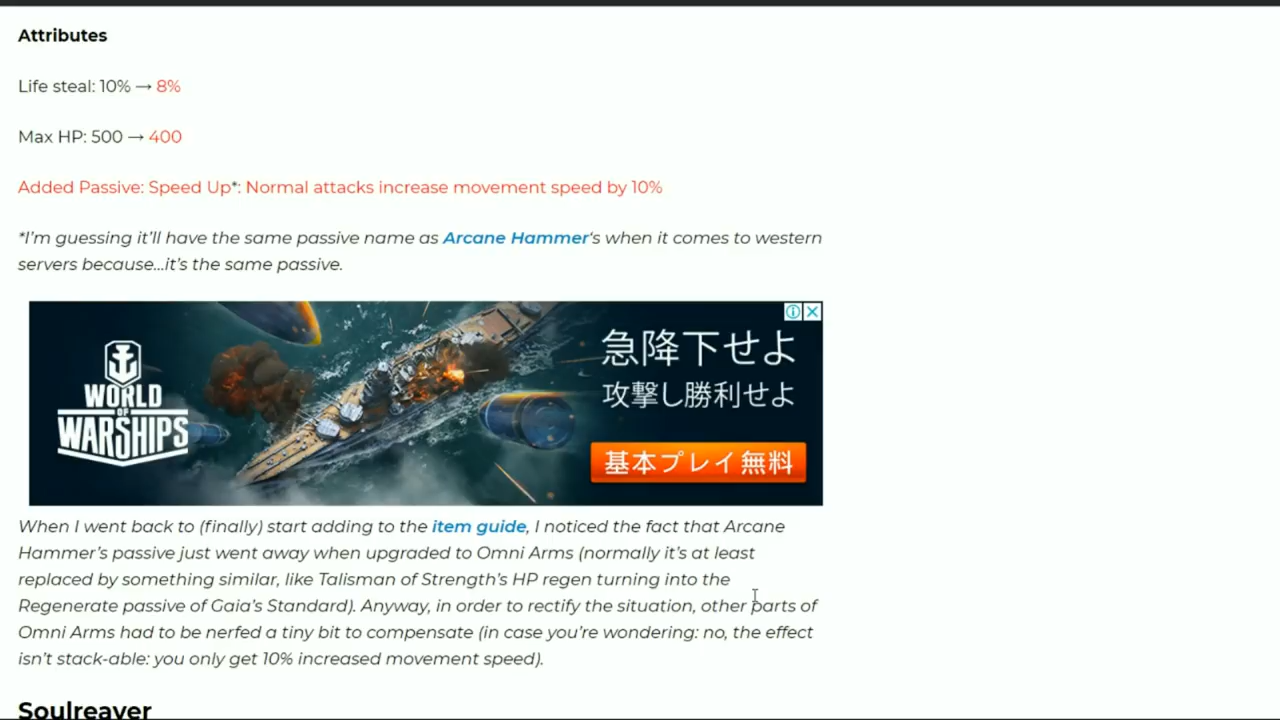 Attributes
Life steal: 10% → 8%
Max HP: 500 → 400
Added Passive: Speed Up*: Normal attacks increase movement speed by 10%
*I'm guessing it'll have the same passive name as Arcane Hammer‘s when it comes to western
servers because…it's the same passive.
WORLD
OF
WARSHIPS
急降下せよ
攻撃し勝利せよ
基本プレイ無料
When I went back to (finally) start adding to the item guide, I noticed the fact that Arcane
Hammer's passive just went away when upgraded to Omni Arms (normally it's at least
replaced by something similar, like Talisman of Strength's HP regen turning into the
Regenerate passive of Gaia's Standard). Anyway, in order to rectify the situation, other parts of
Omni Arms had to be nerfed a tiny bit to compensate (in case you're wondering: no, the effect
isn't stack-able: you only get 10% increased movement speed).
Soulreaver